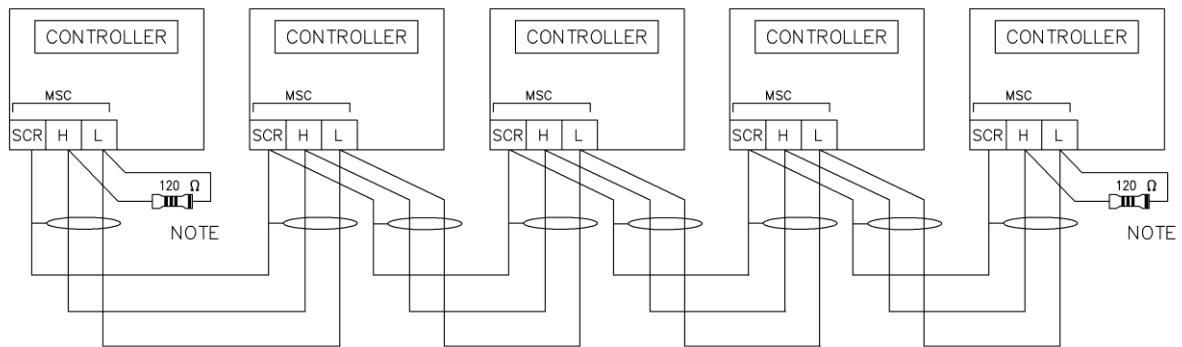 CONTROLLER CONTROLLER CONTROLLER CONTROLLER CONTROLLER
MSC MSC MSC MSC MSC
SCR H L SCR H L SCR H L SCR H L SCR H L
120 Ω 120 Ω
NOTE NOTE